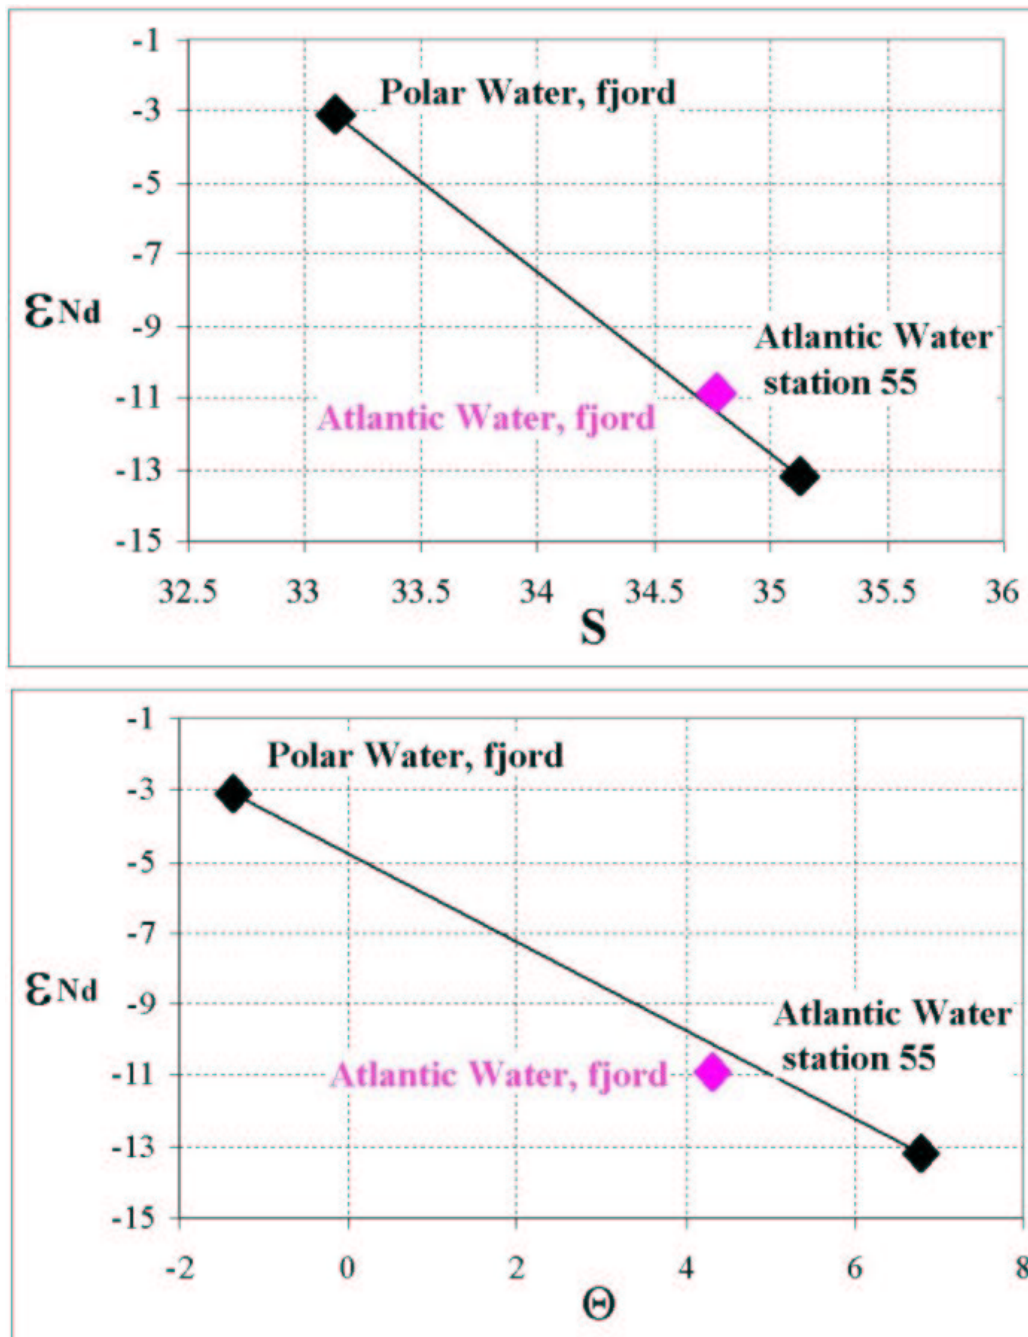 -1
Polar Water, fjord
-3
-5
-7
εNd
-9
Atlantic Water
station 55
-11
Atlantic Water, fjord
-13
-15
32.5 33 33.5 34 34.5 35 35.5 36
S
-1
Polar Water, fjord
-3
-5
-7
εNd
-9
Atlantic Water
station 55
-11
Atlantic Water, fjord
-13
-15
-2 0 2 4 6 8
Θ